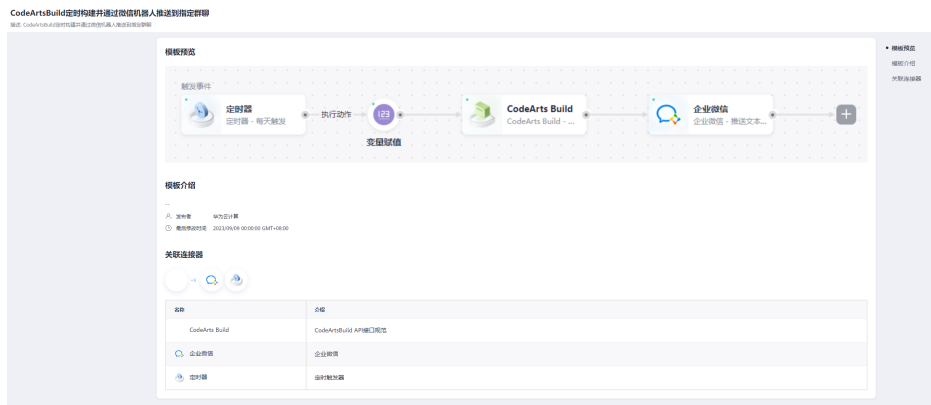 CodeArtsBuild定时构建并通过微信机器人推送到指定群聊
描述: CodeArtsBuild定时构建并通过微信机器人推送到指定群聊
模板预览
触发事件
定时器
定时器 - 每天触发
执行动作
123
变量赋值
CodeArts Build
CodeArts Build - ...
企业微信
企业微信 - 推送文本...
模板介绍
--
发布者 华为云计算
最后修改时间 2023/09/09 00:00:00 GMT+08:00
关联连接器
名称 介绍
CodeArts Build CodeArtsBuild API接口规范
企业微信 企业微信
定时器 定时触发器
模板预览
模板介绍
关联连接器